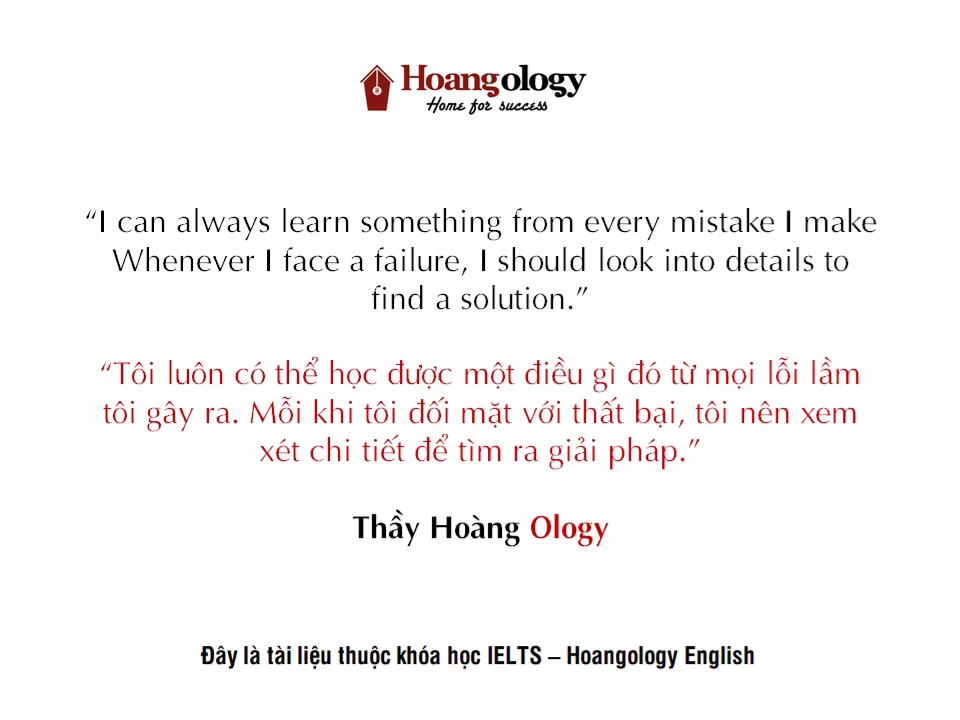 Hoangology
Home for success
“I can always learn something from every mistake I make
Whenever I face a failure, I should look into details to
find a solution.”
“Tôi luôn có thể học được một điều gì đó từ mọi lỗi lầm
tôi gây ra. Mỗi khi tôi đối mặt với thất bại, tôi nên xem
xét chi tiết để tìm ra giải pháp.”
Thầy Hoàng Ology
Đây là tài liệu thuộc khóa học IELTS – Hoangology English